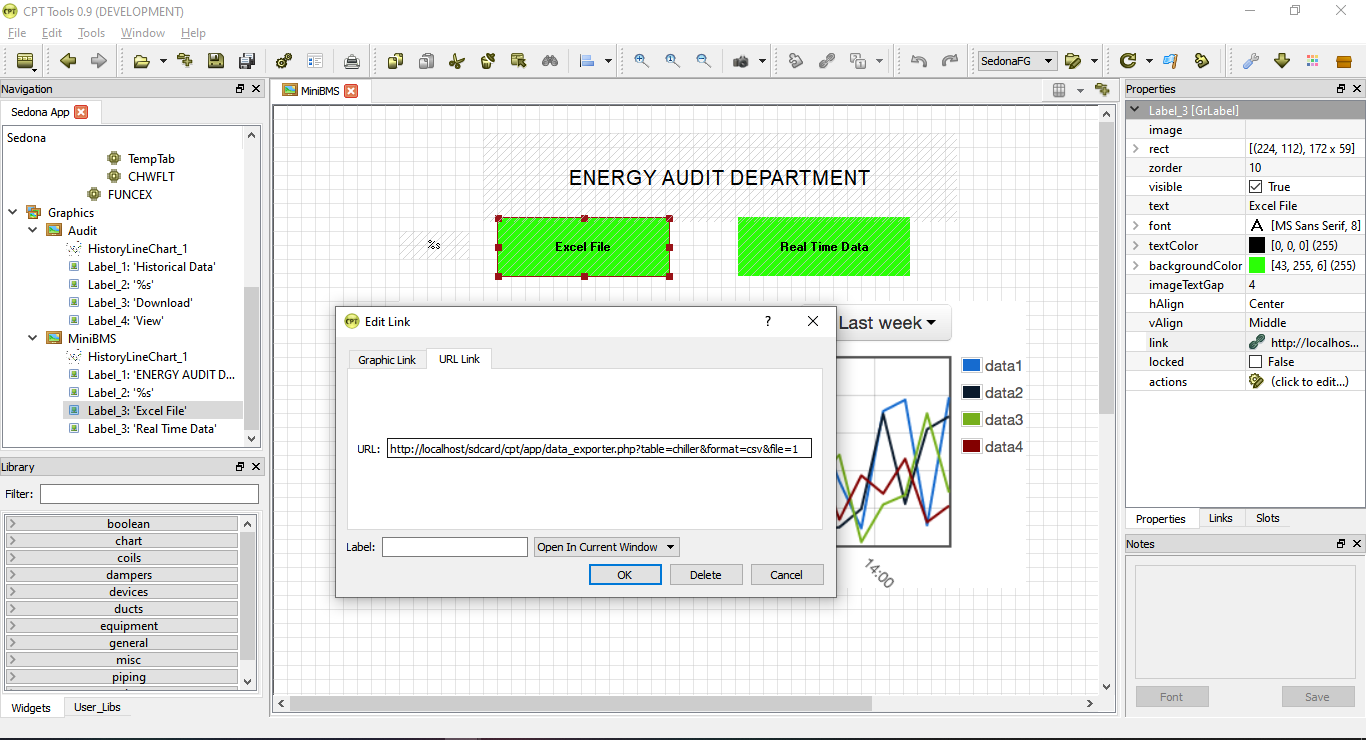 CPT Tools 0.9 (DEVELOPMENT)
File Edit Tools Window Help
SedonaFG
Navigation
Sedona App
Sedona
TempTab
CHWFLT
FUNCEX
Graphics
Audit
HistoryLineChart_1
Label_1: 'Historical Data'
Label_2: '%s'
Label_3: 'Download'
Label_4: 'View'
MiniBMS
HistoryLineChart_1
Label_1: 'ENERGY AUDIT D...
Label_2: '%s'
Label_3: 'Excel File'
Label_3: 'Real Time Data'
Library
Filter:
boolean
chart
coils
dampers
devices
ducts
equipment
general
misc
piping
Widgets User_Libs
MiniBMS
ENERGY AUDIT DEPARTMENT
%s
Excel File
Real Time Data
Last week
data1
data2
data3
data4
14:00
CPT Edit Link ?
Graphic Link URL Link
URL: http://localhost/sdcard/cpt/app/data_exporter.php?table=chiller&format=csv&file=1
Label: Open In Current Window
OK Delete Cancel
Properties
Label_3 [GrLabel]
image
rect [(224, 112), 172 x 59]
zorder 10
visible True
text Excel File
font A [MS Sans Serif, 8]
textColor [0, 0, 0] (255)
backgroundColor [43, 255, 6] (255)
imageTextGap 4
hAlign Center
vAlign Middle
link http://localhos...
locked False
actions (click to edit...)
Properties Links Slots
Notes
Font Save